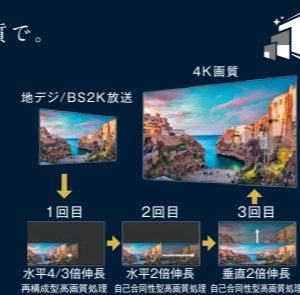 質で。
4K画質
地デジ/BS2K放送
1回目
2回目
3回目
水平4/3倍伸長
水平2倍伸長
垂直2倍伸長
再構成型高画質処理
自己合同性型高画質処理
自己合同性型高画質処理